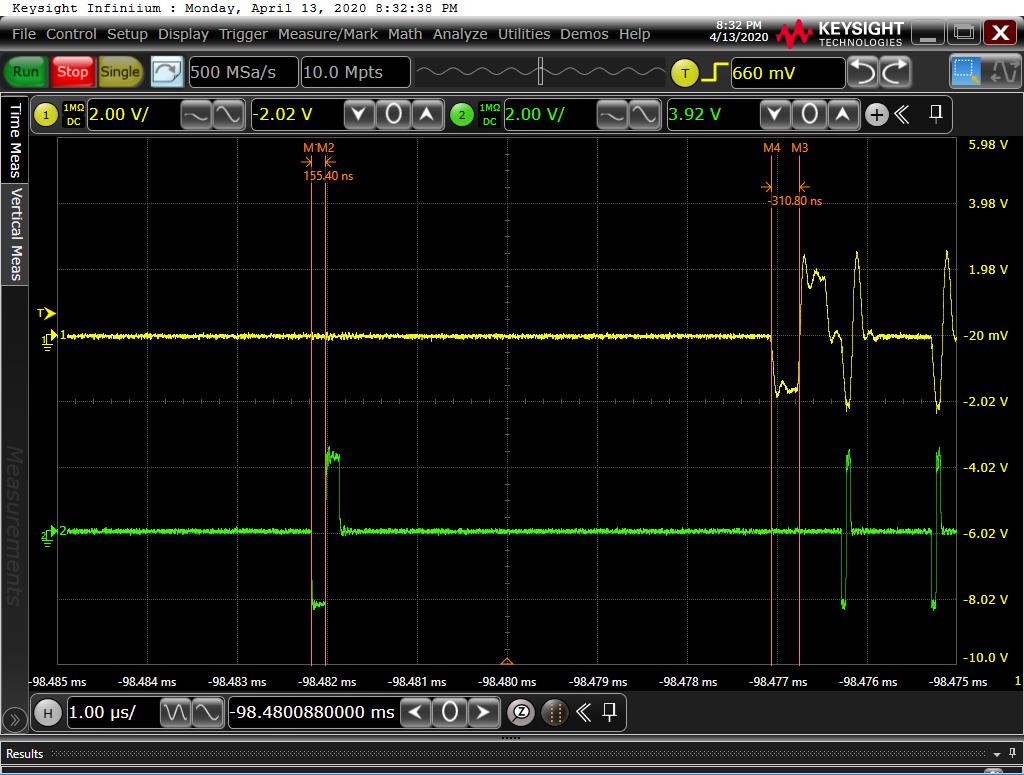 Keysight Infiniium : Monday, April 13, 2020 8:32:38 PM
File Control Setup Display Trigger Measure/Mark Math Analyze Utilities Demos Help
8:32 PM
4/13/2020
KEYSIGHT
TECHNOLOGIES
Run Stop Single 500 MSa/s 10.0 Mpts T 660 mV
1 1MΩ DC 2.00 V/ -2.02 V 0 2 1MΩ DC 2.00 V/ 3.92 V 0
Time Meas
Vertical Meas
Measurements
M1M2 M4 M3
155.40 ns
-310.80 ns
5.98 V
3.98 V
1.98 V
T
1 1 -20 mV
-2.02 V
-4.02 V
2 2 -6.02 V
-8.02 V
-10.0 V
-98.485 ms -98.484 ms -98.483 ms -98.482 ms -98.481 ms -98.480 ms -98.479 ms -98.478 ms -98.477 ms -98.476 ms -98.475 ms 1
H 1.00 µs/ -98.4800880000 ms 0 Z
Results